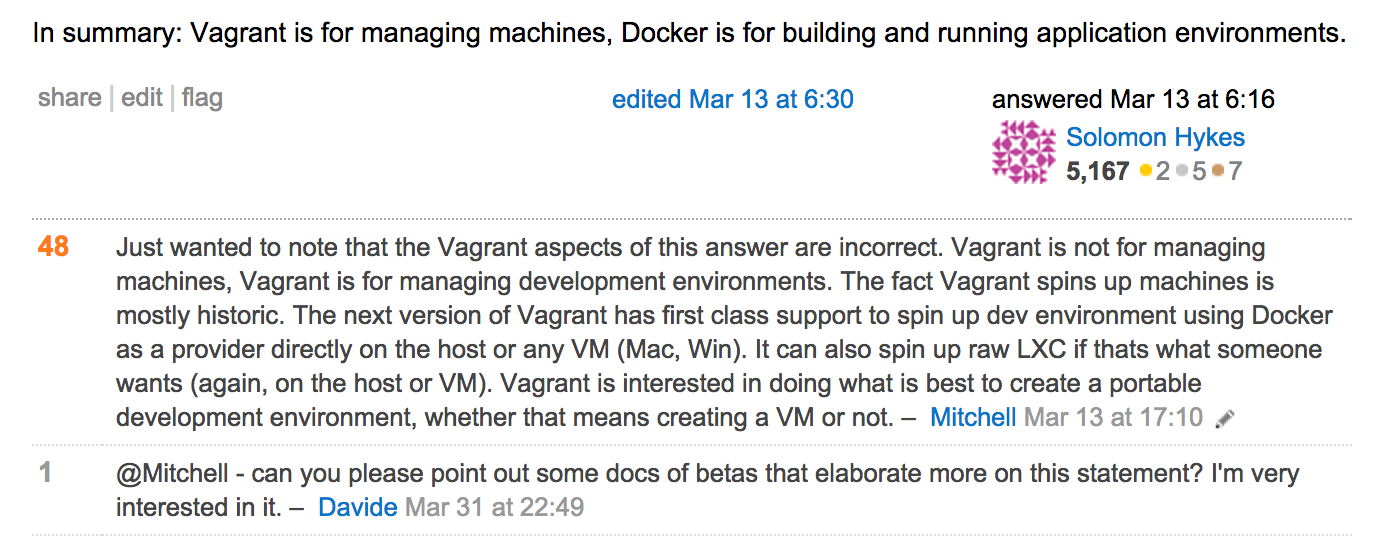 In summary: Vagrant is for managing machines, Docker is for building and running application environments.
share | edit | flag
edited Mar 13 at 6:30
answered Mar 13 at 6:16
Solomon Hykes
5,167 ●2 ●5 ●7
48
Just wanted to note that the Vagrant aspects of this answer are incorrect. Vagrant is not for managing
machines, Vagrant is for managing development environments. The fact Vagrant spins up machines is
mostly historic. The next version of Vagrant has first class support to spin up dev environment using Docker
as a provider directly on the host or any VM (Mac, Win). It can also spin up raw LXC if thats what someone
wants (again, on the host or VM). Vagrant is interested in doing what is best to create a portable
development environment, whether that means creating a VM or not. – Mitchell Mar 13 at 17:10
1
@Mitchell - can you please point out some docs of betas that elaborate more on this statement? I'm very
interested in it. – Davide Mar 31 at 22:49